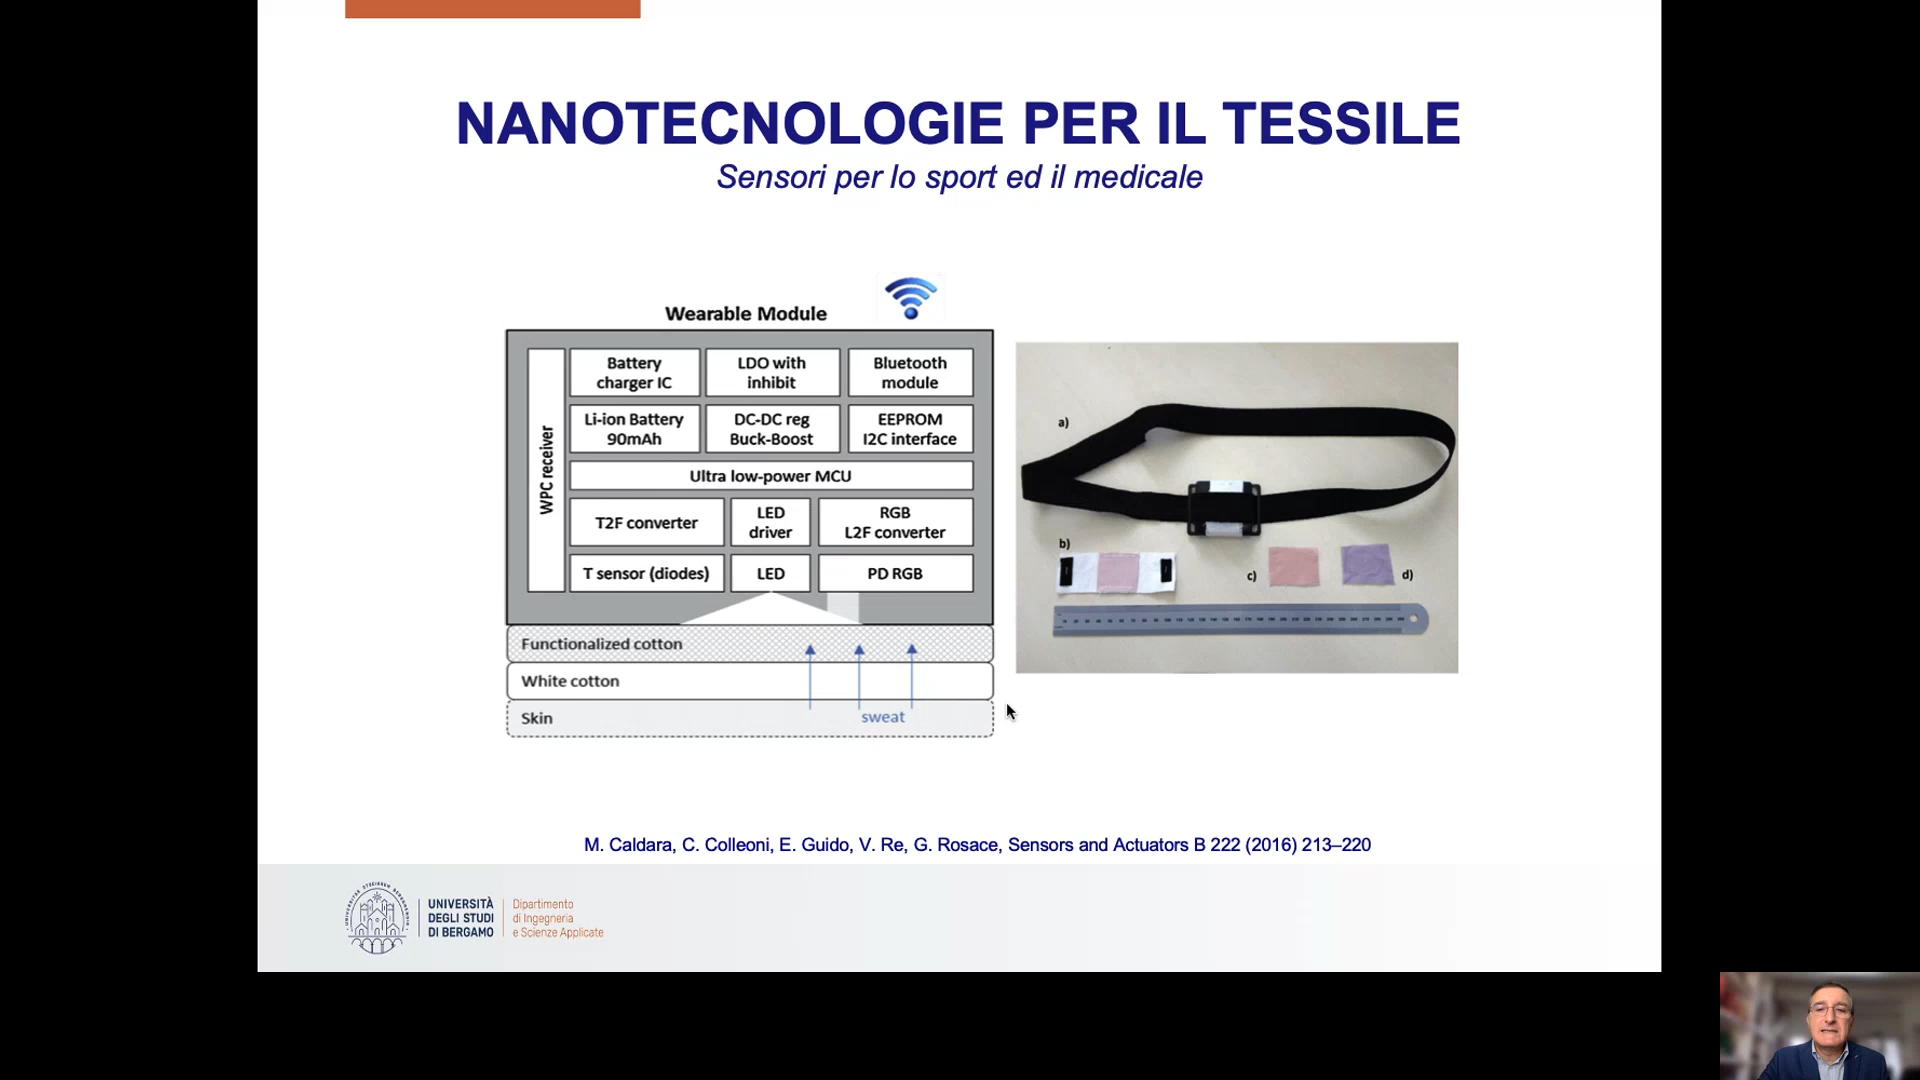 NANOTECNOLOGIE PER IL TESSILE
Sensori per lo sport ed il medicale
Wearable Module
WPC receiver
Battery
charger IC
LDO with
inhibit
Bluetooth
module
Li-ion Battery
90mAh
DC-DC reg
Buck-Boost
EEPROM
I2C interface
Ultra low-power MCU
T2F converter
LED
driver
RGB
L2F converter
T sensor (diodes)
LED
PD RGB
Functionalized cotton
White cotton
Skin
sweat
a)
b)
c)
d)
M. Caldara, C. Colleoni, E. Guido, V. Re, G. Rosace, Sensors and Actuators B 222 (2016) 213–220
UNIVERSITÀ
DEGLI STUDI
DI BERGAMO
Dipartimento
di Ingegneria
e Scienze Applicate